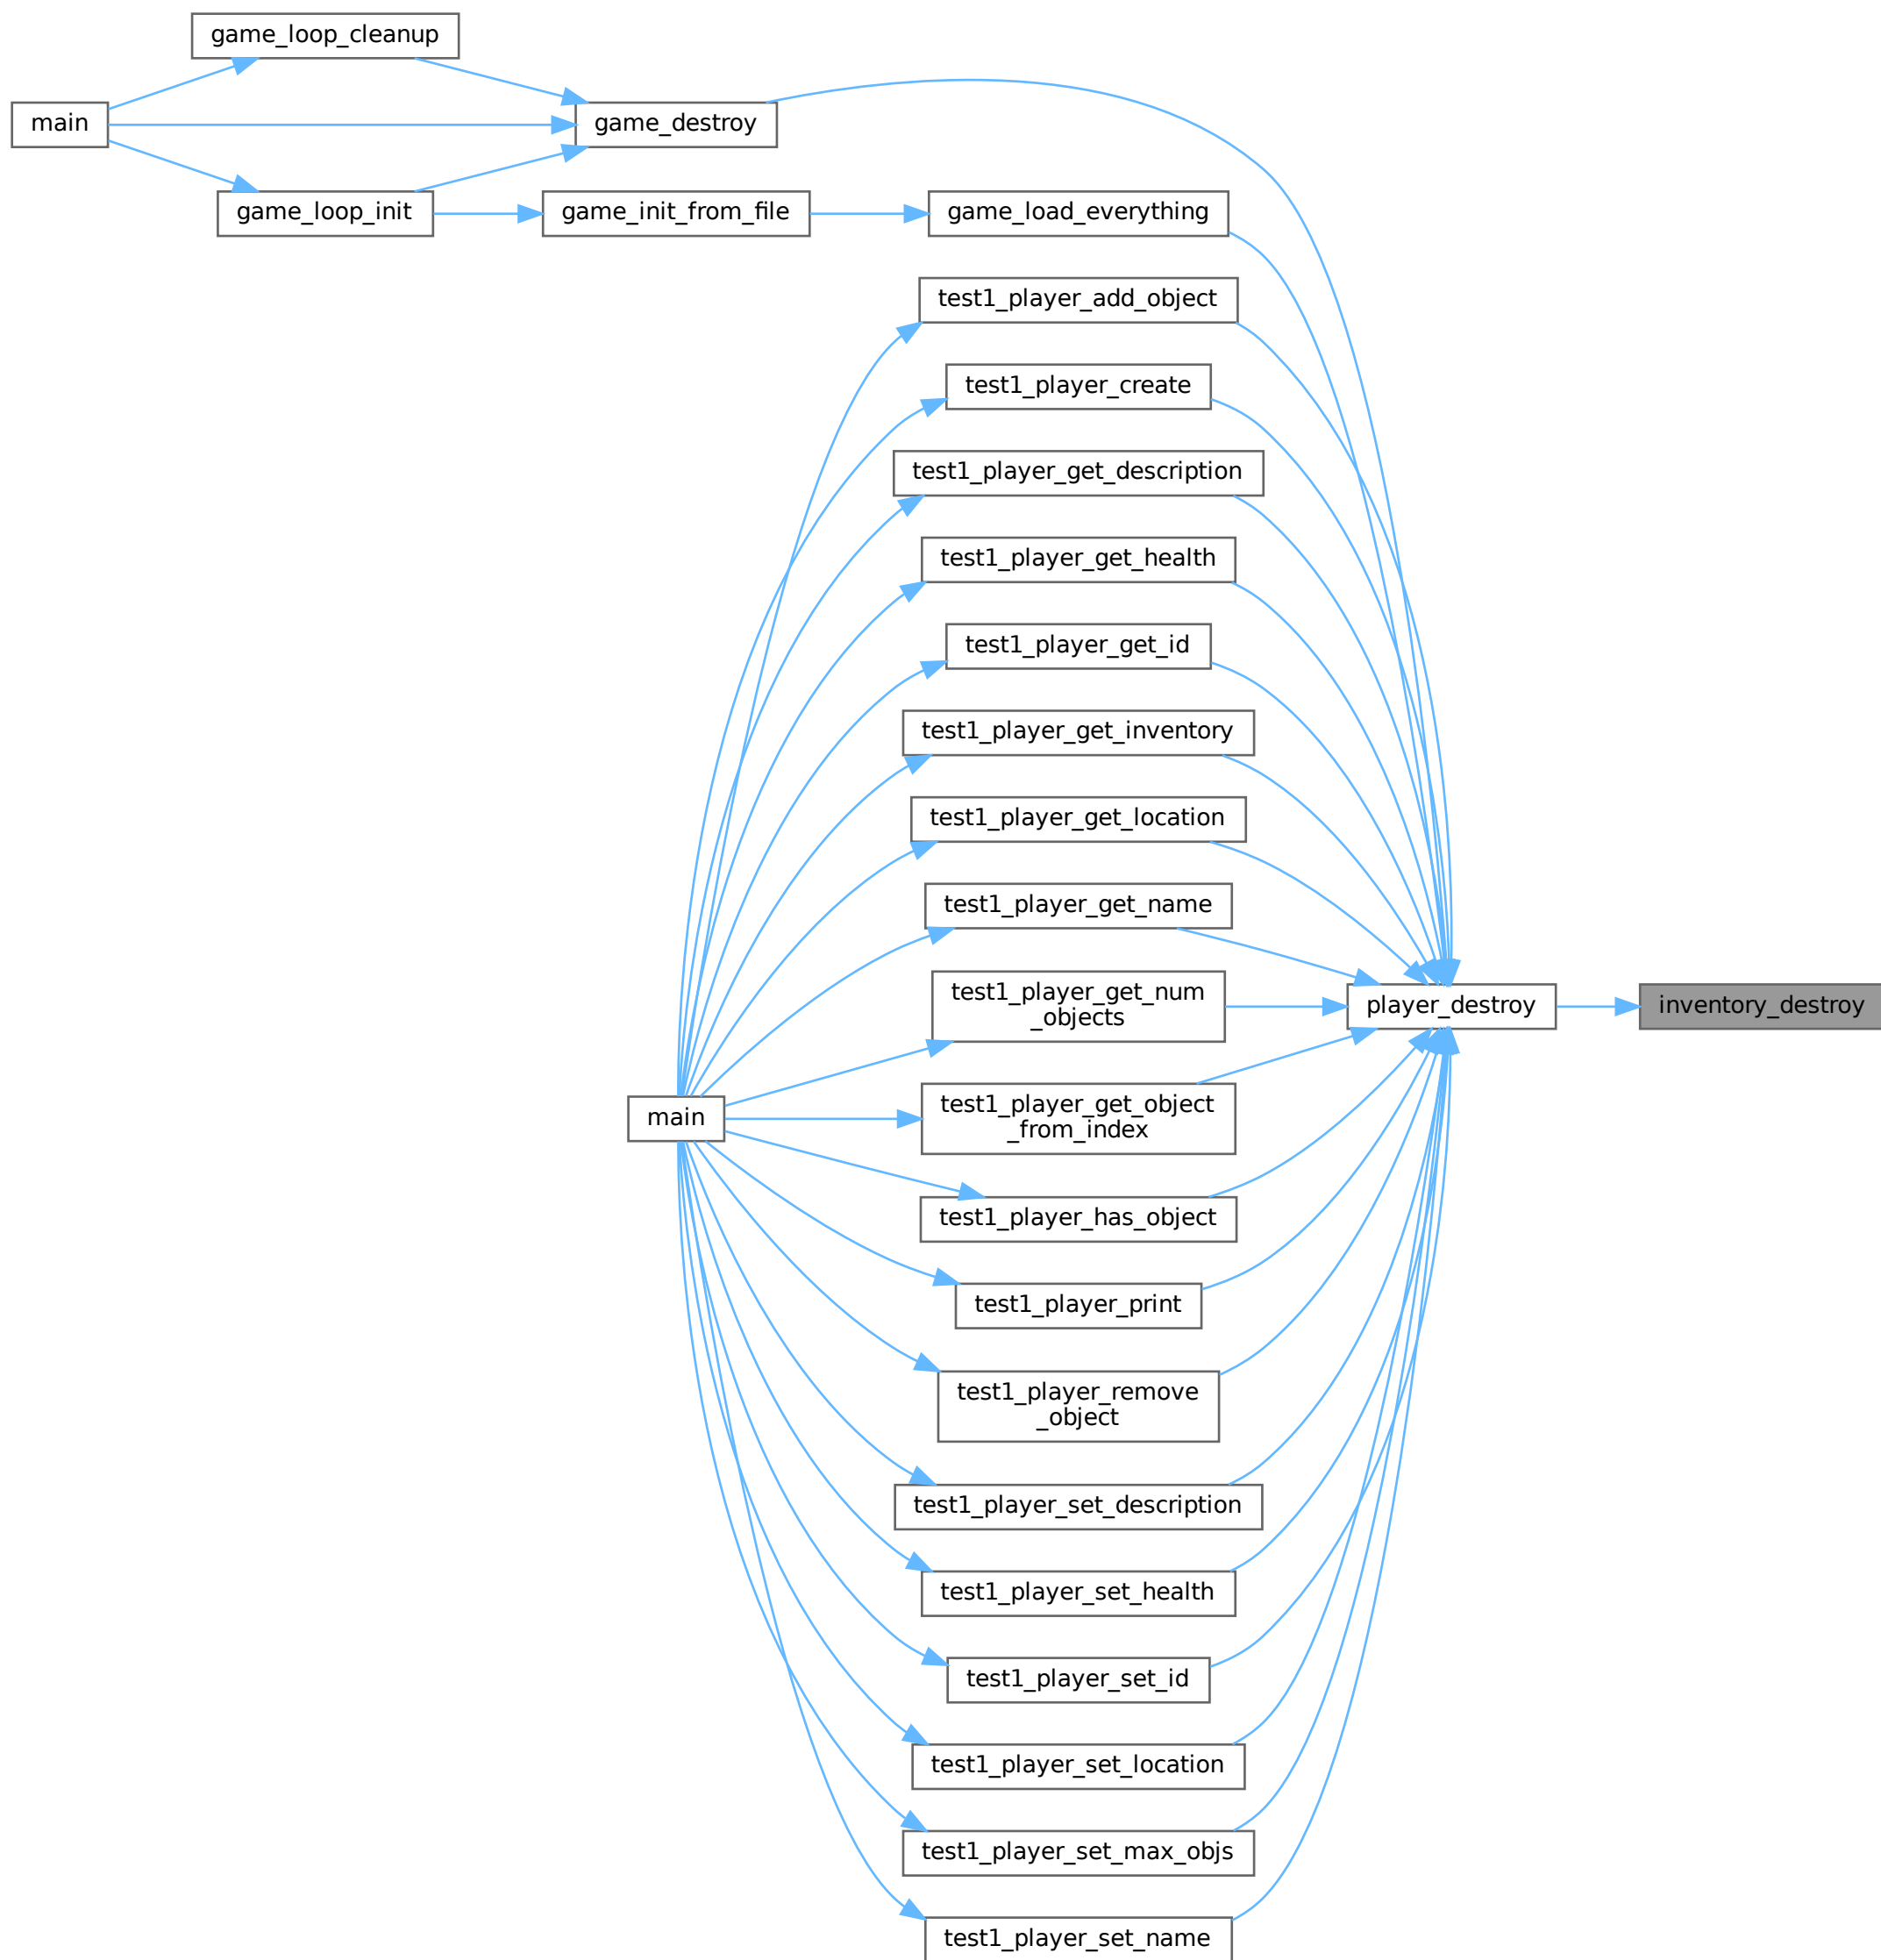 game_loop_cleanup
main
game_destroy
game_loop_init
game_init_from_file
game_load_everything
test1_player_add_object
test1_player_create
test1_player_get_description
test1_player_get_health
test1_player_get_id
test1_player_get_inventory
test1_player_get_location
test1_player_get_name
test1_player_get_num
_objects
player_destroy
inventory_destroy
main
test1_player_get_object
_from_index
test1_player_has_object
test1_player_print
test1_player_remove
_object
test1_player_set_description
test1_player_set_health
test1_player_set_id
test1_player_set_location
test1_player_set_max_objs
test1_player_set_name